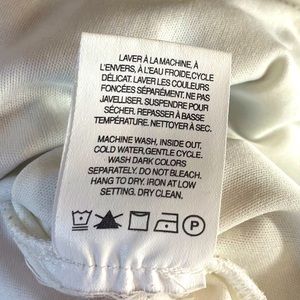 LAVER À LA MACHINE, À
L'ENVERS, À L'EAU FROIDE,CYCLE
DÉLICAT. LAVER LES COULEURS
FONCÉES SÉPARÉMENT. NE PAS
JAVELLISER. SUSPENDRE POUR
SÉCHER. REPASSER À BASSE
TEMPÉRATURE. NETTOYER À SEC.
MACHINE WASH, INSIDE OUT,
COLD WATER, GENTLE CYCLE.
WASH DARK COLORS
SEPARATELY. DO NOT BLEACH.
HANG TO DRY. IRON AT LOW
SETTING. DRY CLEAN.
P